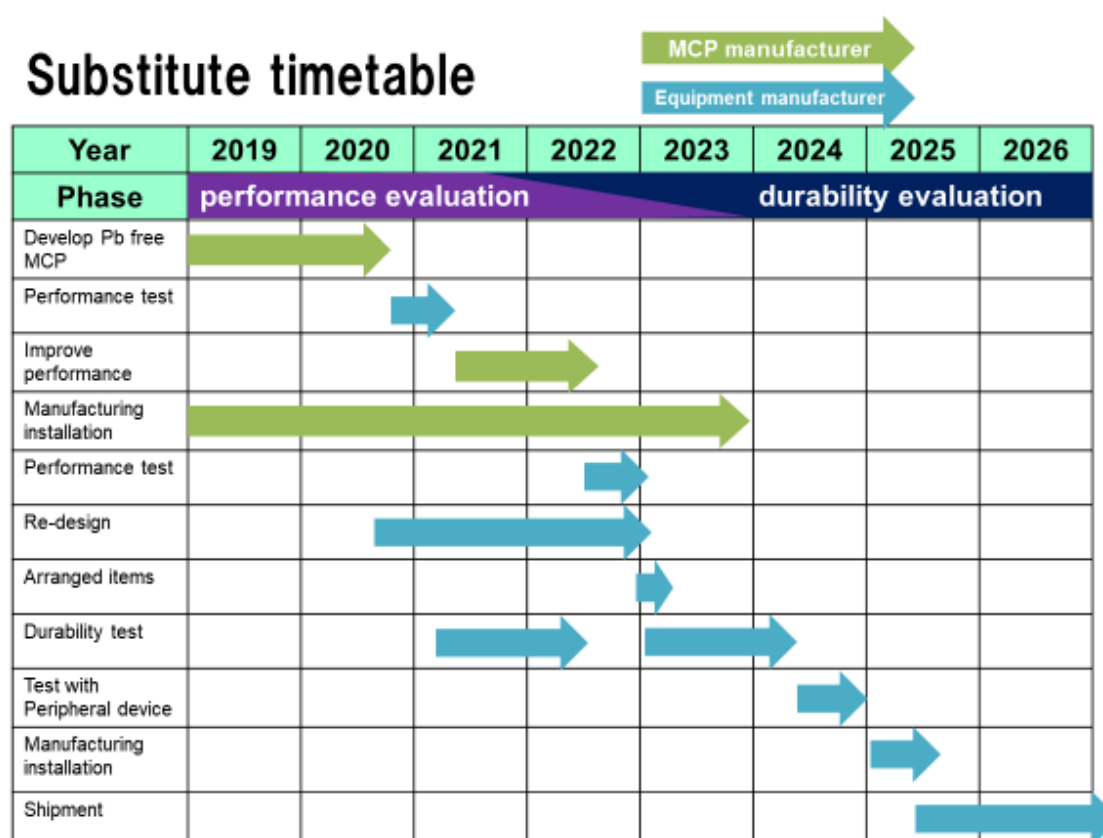 MCP manufacturer
Substitute timetable
Equipment manufacturer
Year 2019 2020 2021 2022 2023 2024 2025 2026
Phase performance evaluation durability evaluation
Develop Pb free
MCP
Performance test
Improve
performance
Manufacturing
installation
Performance test
Re-design
Arranged items
Durability test
Test with
Peripheral device
Manufacturing
installation
Shipment